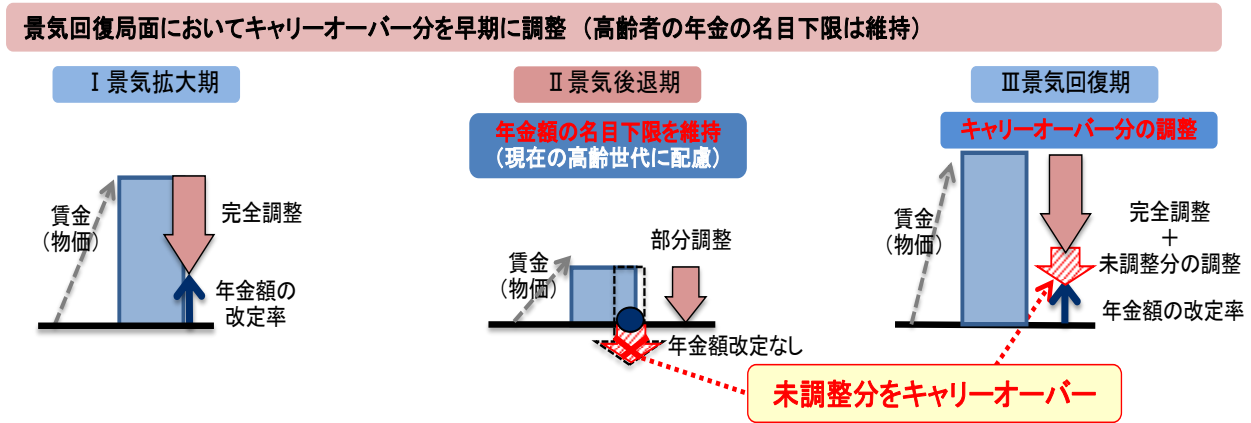 景気回復局面においてキャリーオーバー分を早期に調整 （高齢者の年金の名目下限は維持）
Ⅰ景気拡大期
賃金
（物価）
完全調整
年金額の
改定率
Ⅱ景気後退期
年金額の名目下限を維持
（現在の高齢世代に配慮）
賃金
（物価）
部分調整
年金額改定なし
Ⅲ景気回復期
キャリーオーバー分の調整
賃金
（物価）
完全調整
＋
未調整分の調整
年金額の改定率
未調整分をキャリーオーバー